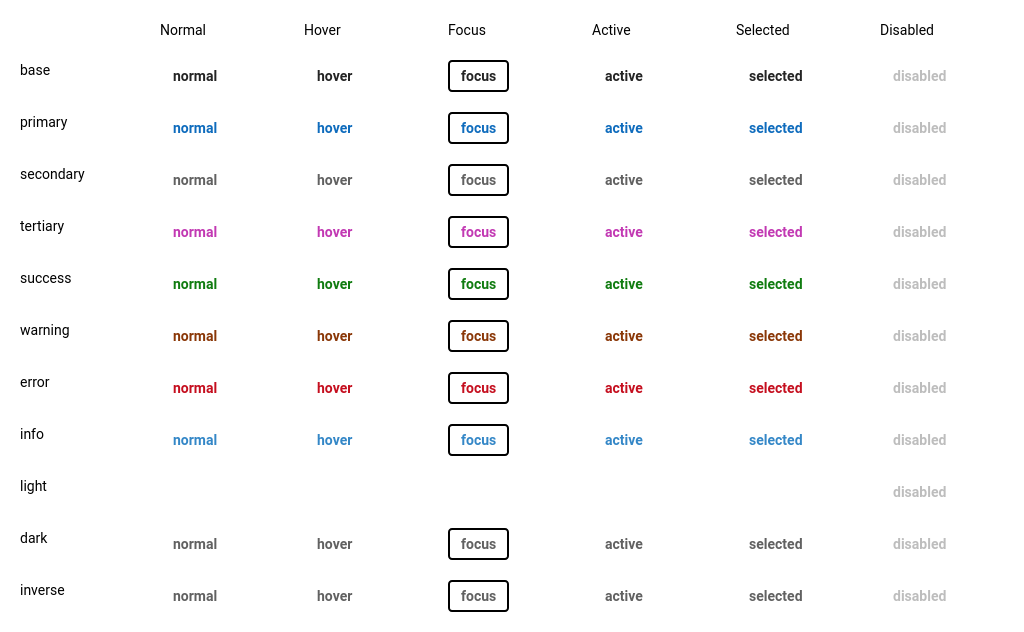 Normal Hover Focus Active Selected Disabled
base normal hover focus active selected disabled
primary normal hover focus active selected disabled
secondary normal hover focus active selected disabled
tertiary normal hover focus active selected disabled
success normal hover focus active selected disabled
warning normal hover focus active selected disabled
error normal hover focus active selected disabled
info normal hover focus active selected disabled
light disabled
dark normal hover focus active selected disabled
inverse normal hover focus active selected disabled